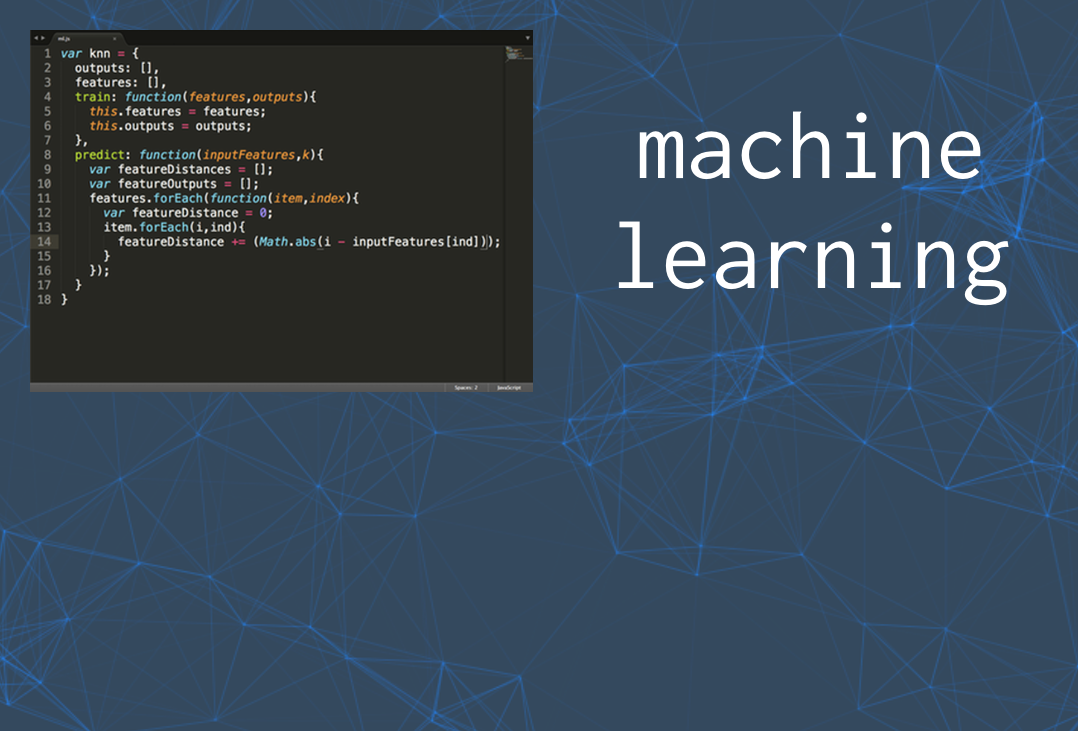 ml.js
1 var knn = {
2   outputs: [],
3   features: [],
4   train: function(features,outputs){
5     this.features = features;
6     this.outputs = outputs;
7   },
8   predict: function(inputFeatures,k){
9     var featureDistances = [];
10     var featureOutputs = [];
11     features.forEach(function(item,index){
12       var featureDistance = 0;
13       item.forEach(i,ind){
14         featureDistance += (Math.abs(i - inputFeatures[ind]));
15       }
16     });
17   }
18 }
Spaces: 2 JavaScript
machine
learning